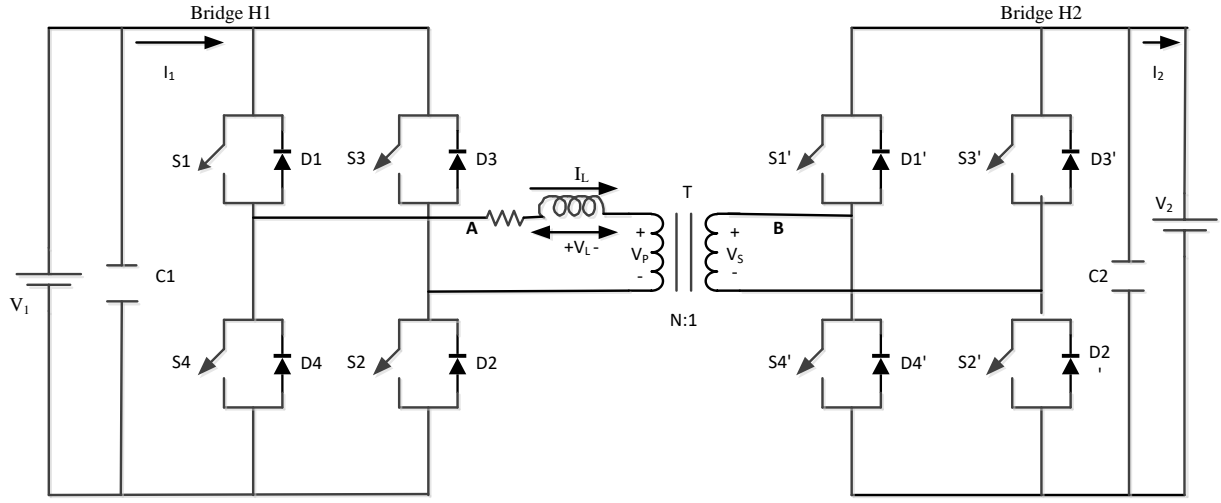 Bridge H1
Bridge H2
I1
I2
S1
D1
S3
D3
S1'
D1'
S3'
D3'
IL
T
A
B
V2
+VL-
+
VP
-
+
VS
-
C1
C2
V1
N:1
S4
D4
S2
D2
S4'
D4'
S2'
D2
'